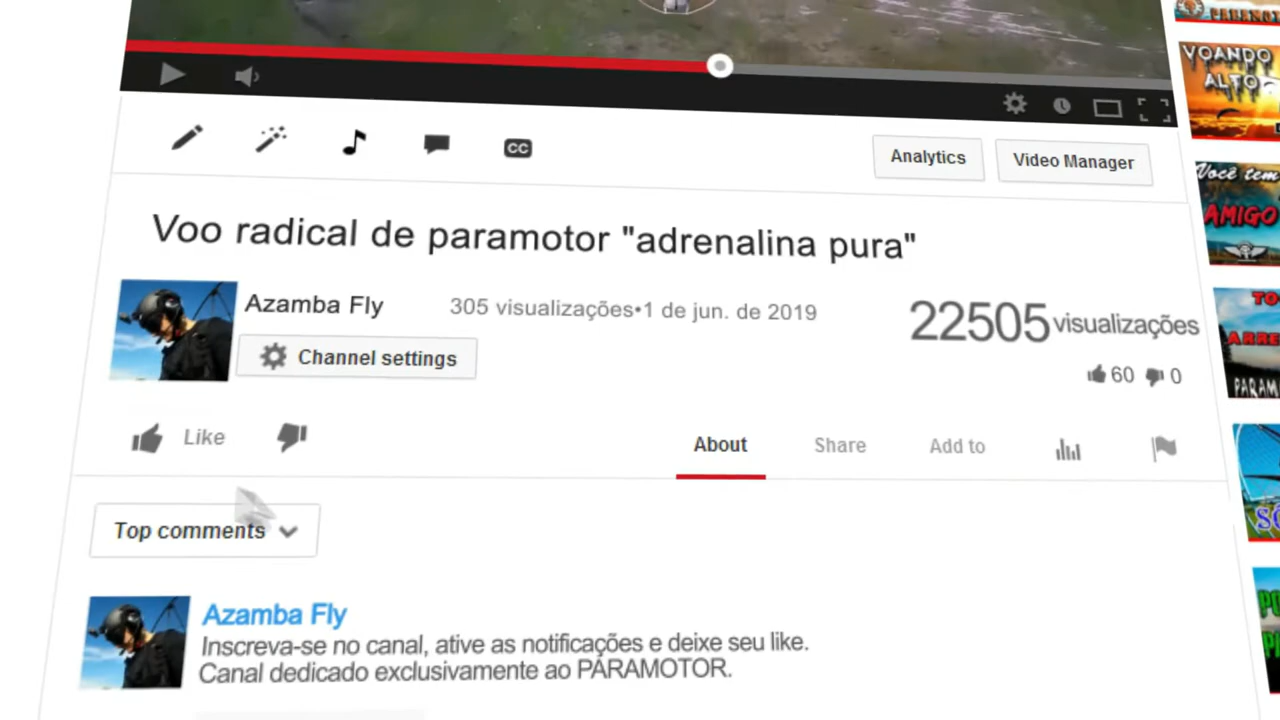 CC
Analytics
Video Manager
Voo radical de paramotor "adrenalina pura"
Azamba Fly
305 visualizações•1 de jun. de 2019
22505 visualizações
Channel settings
60 0
Like
About
Share
Add to
Top comments
Azamba Fly
Inscreva-se no canal, ative as notificações e deixe seu like.
Canal dedicado exclusivamente ao PARAMOTOR.
VOANDO
ALTO
Você tem
AMIGO